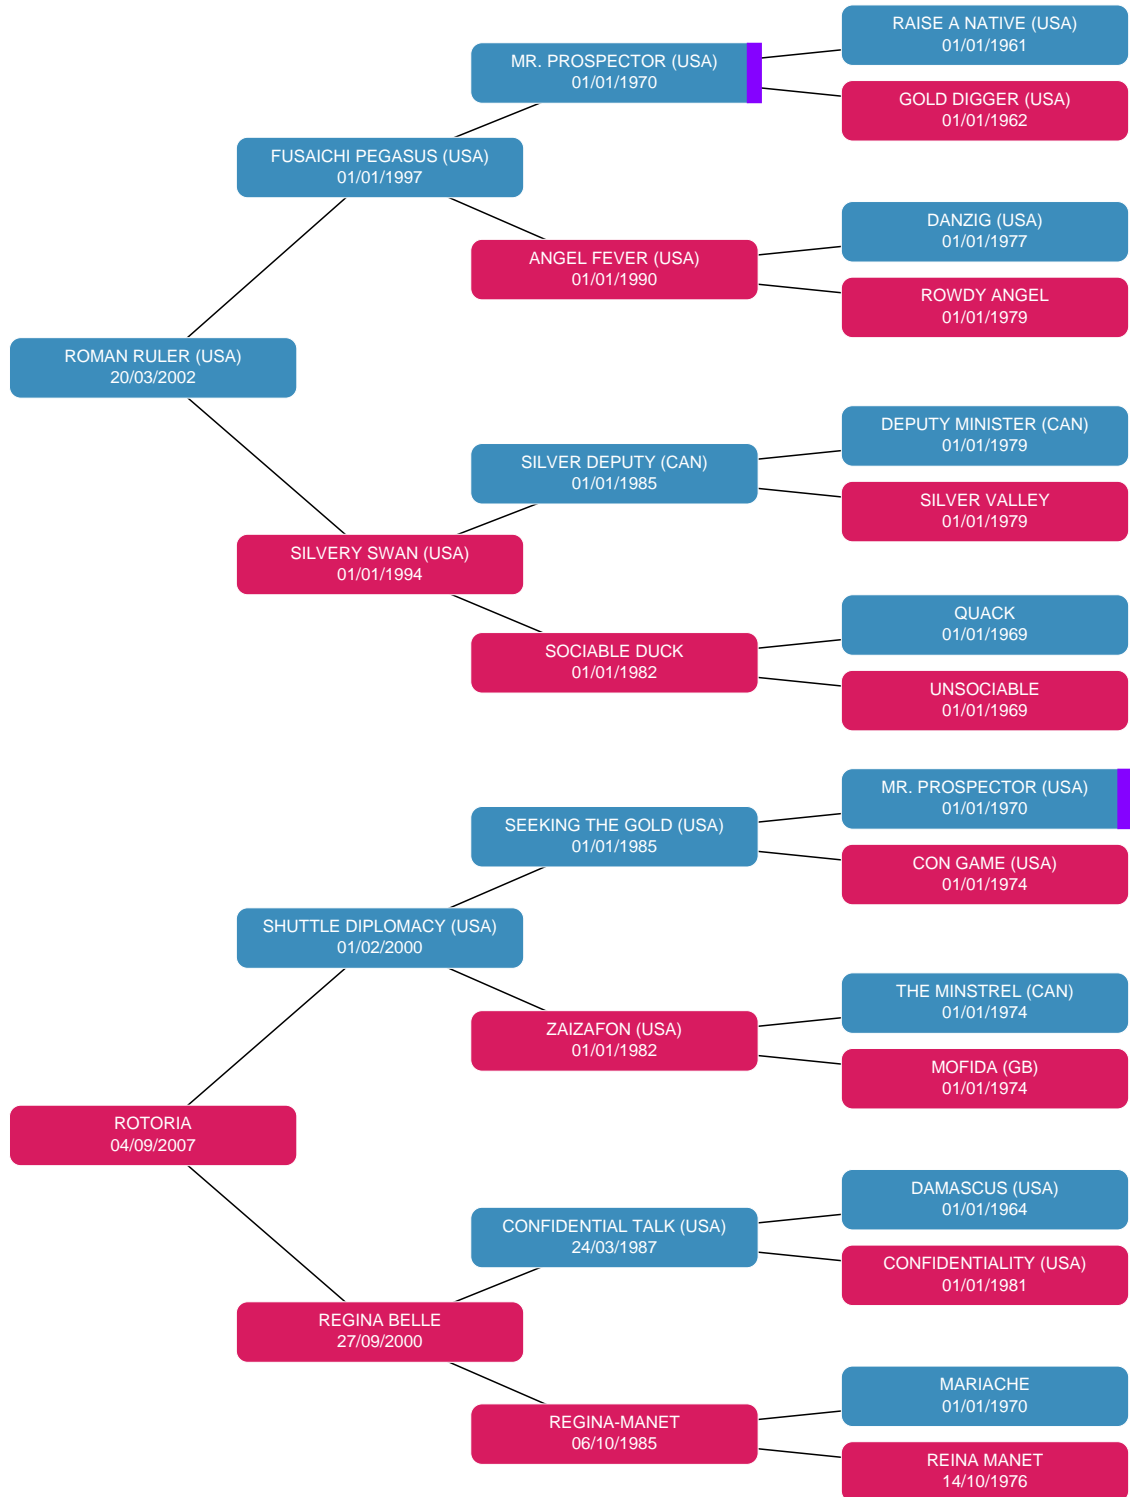 RAISE A NATIVE (USA)
01/01/1961
MR. PROSPECTOR (USA)
01/01/1970
GOLD DIGGER (USA)
01/01/1962
FUSAICHI PEGASUS (USA)
01/01/1997
DANZIG (USA)
01/01/1977
ANGEL FEVER (USA)
01/01/1990
ROWDY ANGEL
01/01/1979
ROMAN RULER (USA)
20/03/2002
DEPUTY MINISTER (CAN)
01/01/1979
SILVER DEPUTY (CAN)
01/01/1985
SILVER VALLEY
01/01/1979
SILVERY SWAN (USA)
01/01/1994
QUACK
01/01/1969
SOCIABLE DUCK
01/01/1982
UNSOCIABLE
01/01/1969
MR. PROSPECTOR (USA)
01/01/1970
SEEKING THE GOLD (USA)
01/01/1985
CON GAME (USA)
01/01/1974
SHUTTLE DIPLOMACY (USA)
01/02/2000
THE MINSTREL (CAN)
01/01/1974
ZAIZAFON (USA)
01/01/1982
MOFIDA (GB)
01/01/1974
ROTORIA
04/09/2007
DAMASCUS (USA)
01/01/1964
CONFIDENTIAL TALK (USA)
24/03/1987
CONFIDENTIALITY (USA)
01/01/1981
REGINA BELLE
27/09/2000
MARIACHE
01/01/1970
REGINA-MANET
06/10/1985
REINA MANET
14/10/1976